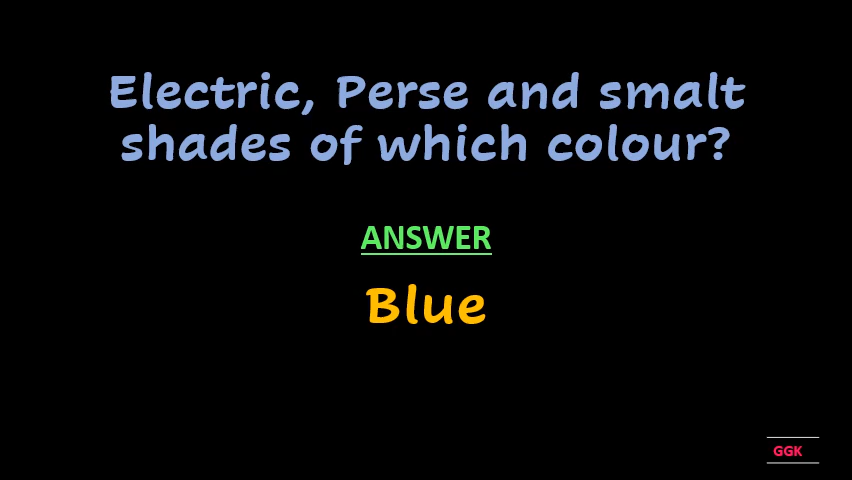 Electric, Perse and smalt
shades of which colour?
ANSWER
Blue
GGK